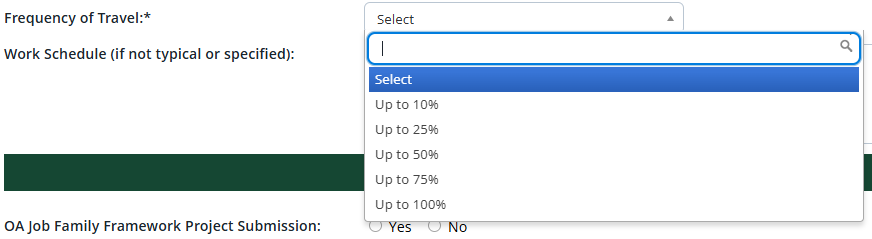 Frequency of Travel:*
Select
Work Schedule (if not typical or specified):
Select
Up to 10%
Up to 25%
Up to 50%
Up to 75%
Up to 100%
OA Job Family Framework Project Submission:
Yes No